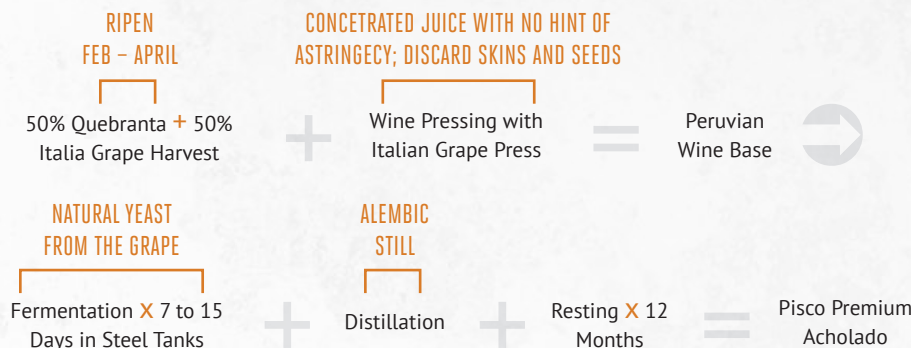 RIPEN
FEB – APRIL
CONCETRATED JUICE WITH NO HINT OF
ASTRINGECY; DISCARD SKINS AND SEEDS
50% Quebranta + 50%
Italia Grape Harvest
+
Wine Pressing with
Italian Grape Press
=
Peruvian
Wine Base
NATURAL YEAST
FROM THE GRAPE
ALEMBIC
STILL
Fermentation X 7 to 15
Days in Steel Tanks
+
Distillation
+
Resting X 12
Months
=
Pisco Premium
Acholado